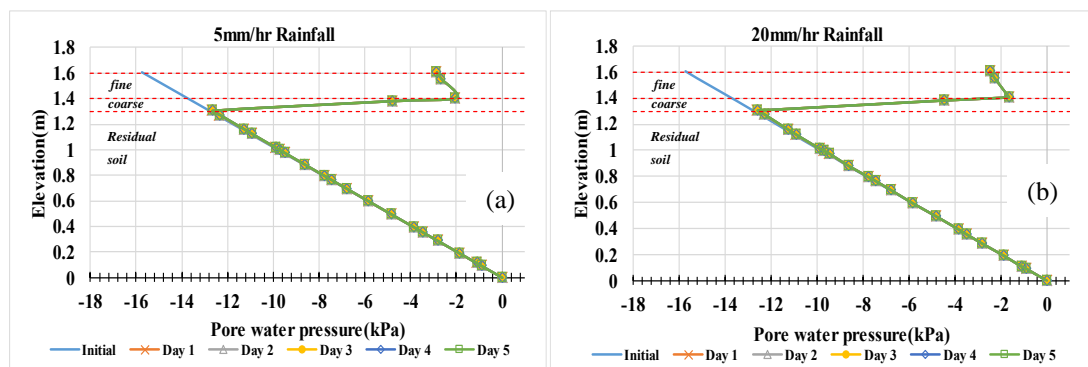 5mm/hr Rainfall
1.8
1.6
1.4
1.2
1
0.8
0.6
0.4
0.2
0
Elevation(m)
fine
coarse
Residual
soil
(a)
-18 -16 -14 -12 -10 -8 -6 -4 -2 0
Pore water pressure(kPa)
Initial Day 1 Day 2 Day 3 Day 4 Day 5
20mm/hr Rainfall
1.8
1.6
1.4
1.2
1
0.8
0.6
0.4
0.2
0
Elevation(m)
fine
coarse
Residual
soil
(b)
-18 -16 -14 -12 -10 -8 -6 -4 -2 0
Pore water pressure(kPa)
Initial Day 1 Day 2 Day 3 Day 4 Day 5